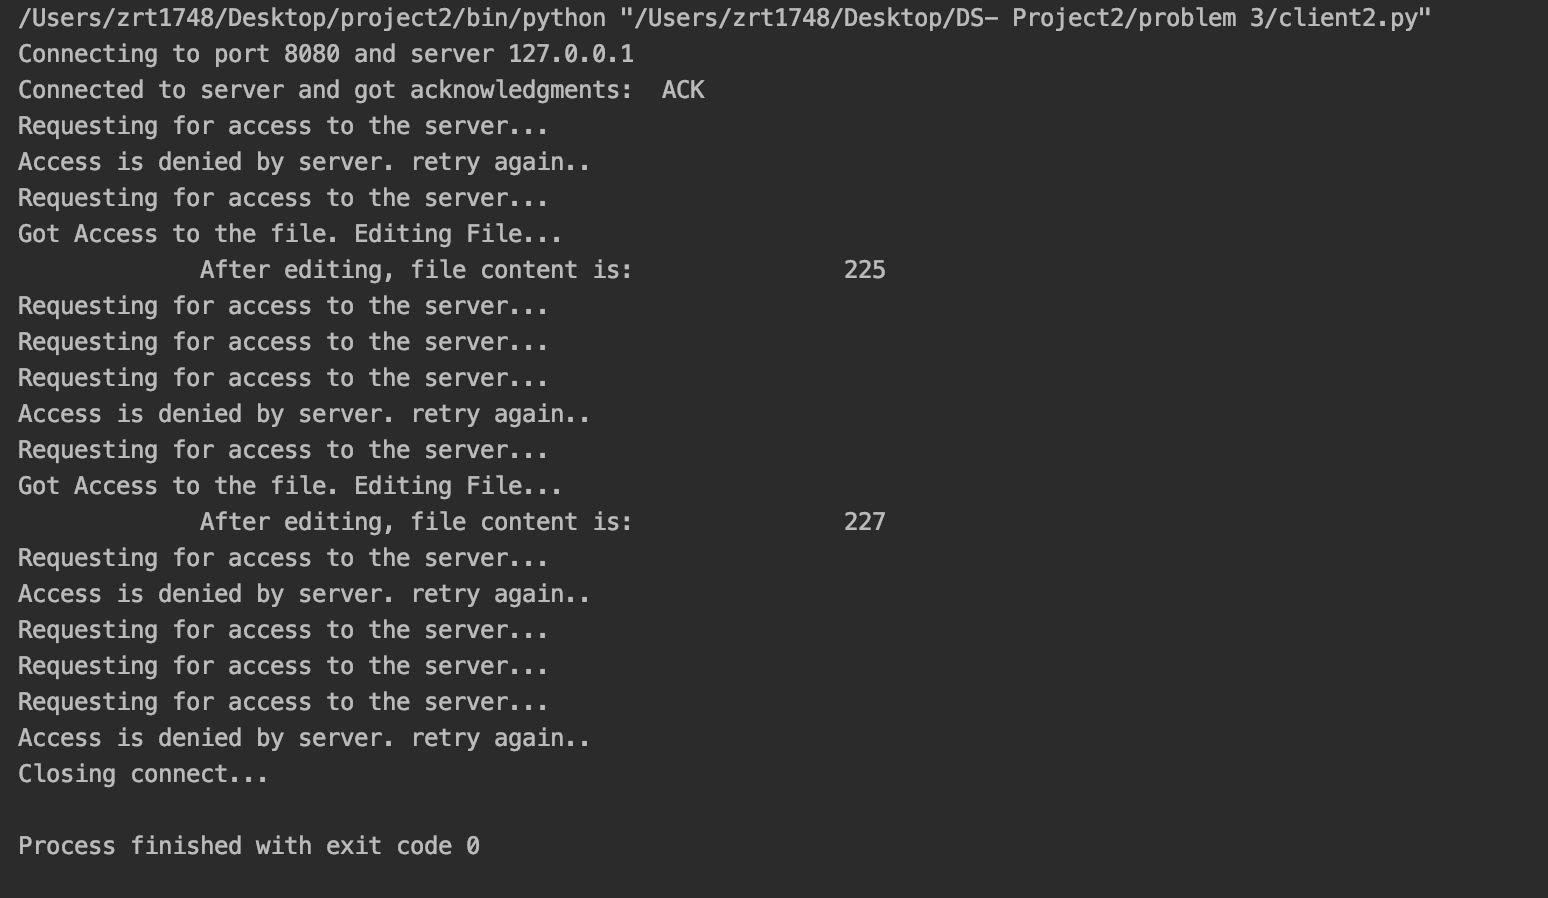 /Users/zrt1748/Desktop/project2/bin/python "/Users/zrt1748/Desktop/DS- Project2/problem 3/client2.py"
Connecting to port 8080 and server 127.0.0.1
Connected to server and got acknowledgments:  ACK
Requesting for access to the server...
Access is denied by server. retry again..
Requesting for access to the server...
Got Access to the file. Editing File...
             After editing, file content is:               225
Requesting for access to the server...
Requesting for access to the server...
Requesting for access to the server...
Access is denied by server. retry again..
Requesting for access to the server...
Got Access to the file. Editing File...
             After editing, file content is:               227
Requesting for access to the server...
Access is denied by server. retry again..
Requesting for access to the server...
Requesting for access to the server...
Requesting for access to the server...
Access is denied by server. retry again..
Closing connect...

Process finished with exit code 0